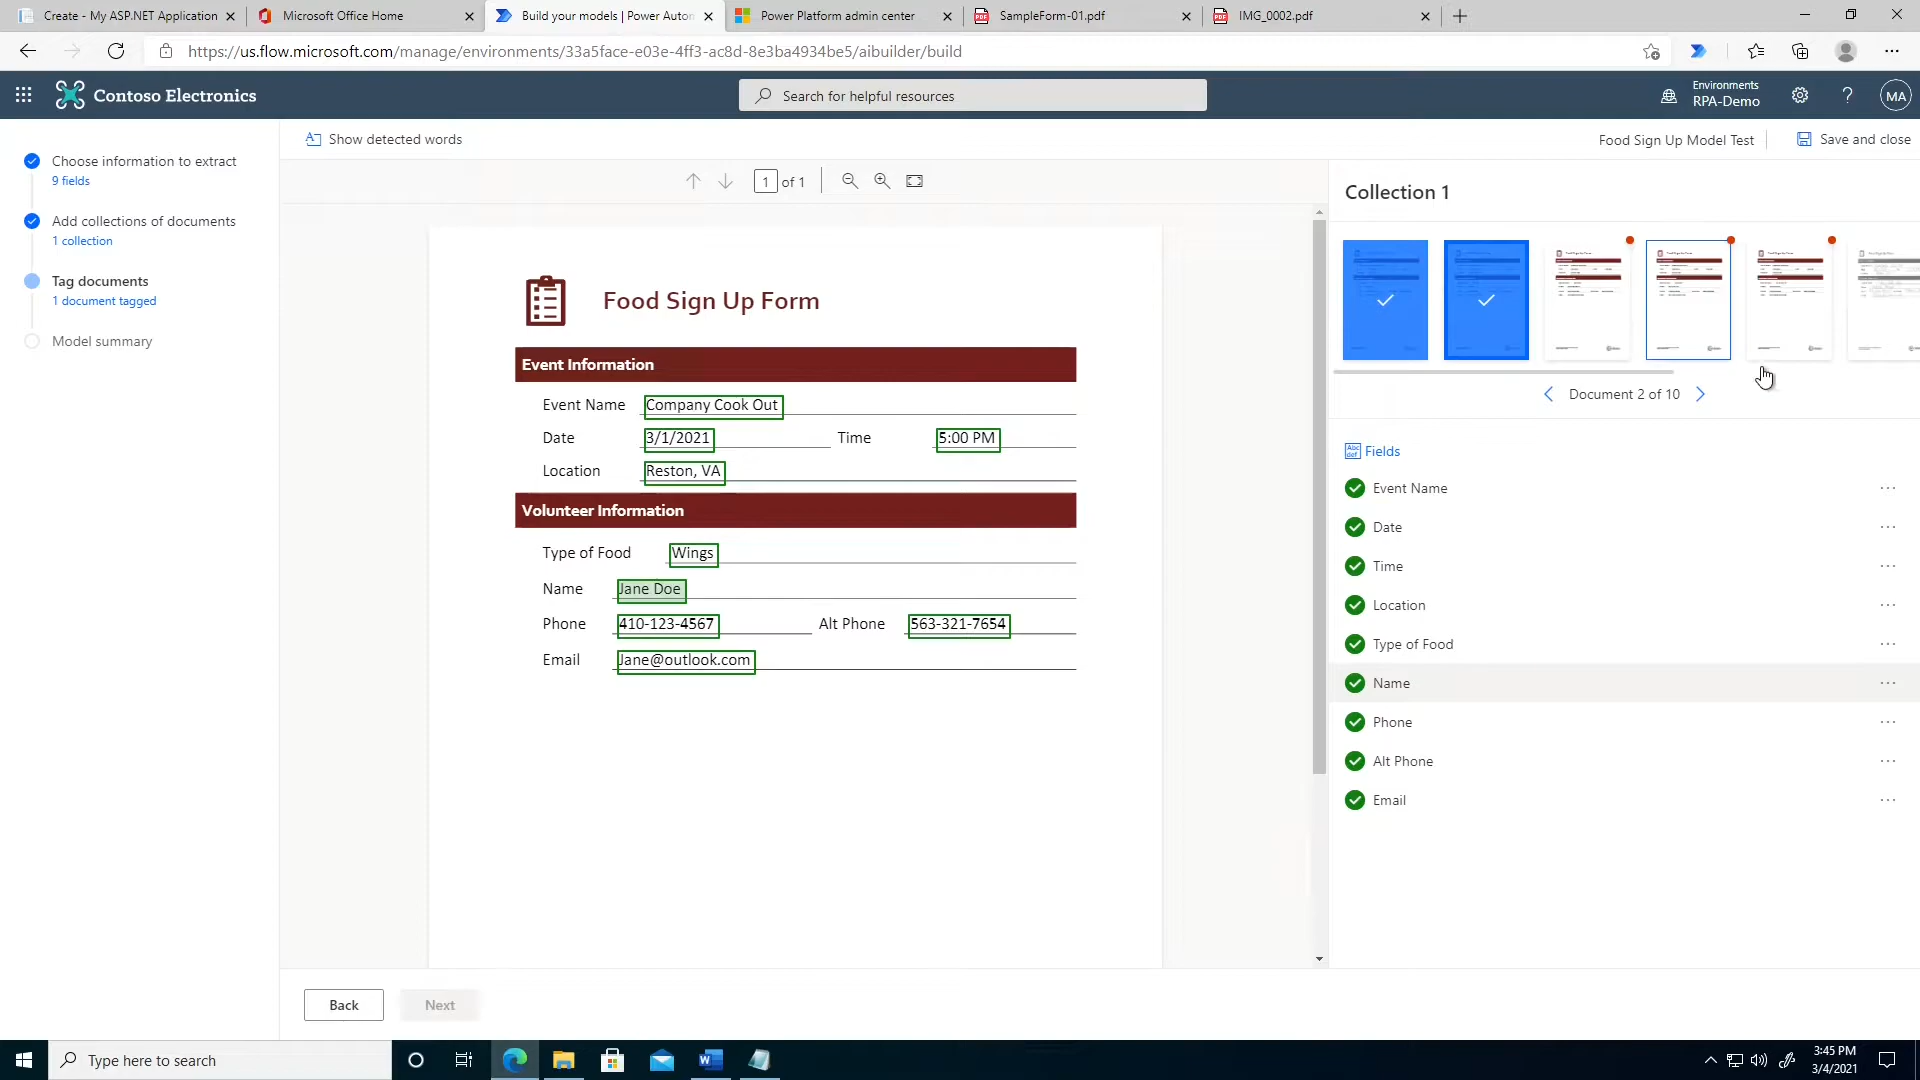 Create - My ASP.NET Application
Microsoft Office Home
Build your models | Power Auton
Power Platform admin center
SampleForm-01.pdf
IMG_0002.pdf
https://us.flow.microsoft.com/manage/environments/33a5face-e03e-4ff3-ac8d-8e3ba4934be5/aibuilder/build
Contoso Electronics
Search for helpful resources
Environments
RPA-Demo
MA
Choose information to extract
9 fields
Add collections of documents
1 collection
Tag documents
1 document tagged
Model summary
Show detected words
Food Sign Up Model Test
Save and close
1 of 1
Food Sign Up Form
Event Information
Event Name Company Cook Out
Date 3/1/2021 Time 5:00 PM
Location Reston, VA
Volunteer Information
Type of Food Wings
Name Jane Doe
Phone 410-123-4567 Alt Phone 563-321-7654
Email Jane@outlook.com
Collection 1
Document 2 of 10
Fields
Event Name
Date
Time
Location
Type of Food
Name
Phone
Alt Phone
Email
Back
Next
Type here to search
3:45 PM
3/4/2021